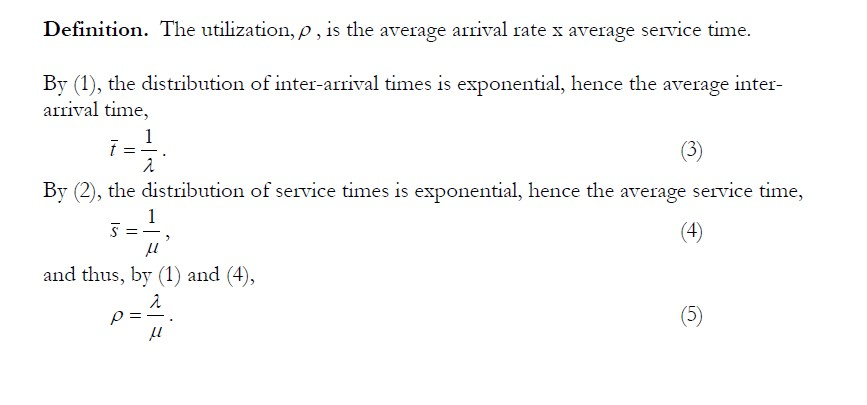 Definition. The utilization, ρ , is the average arrival rate x average service time.
By (1), the distribution of inter-arrival times is exponential, hence the average inter-
arrival time,
t̄ = 1/λ . (3)
By (2), the distribution of service times is exponential, hence the average service time,
s̄ = 1/μ , (4)
and thus, by (1) and (4),
ρ = λ/μ . (5)